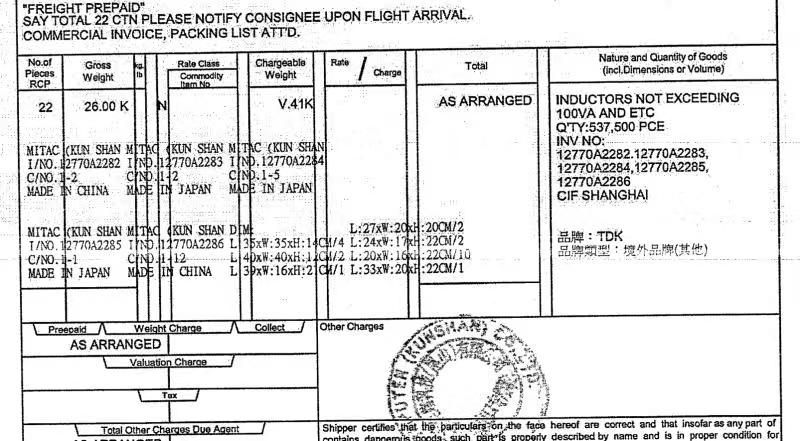 "FREIGHT PREPAID"
SAY TOTAL 22 CTN PLEASE NOTIFY CONSIGNEE UPON FLIGHT ARRIVAL.
COMMERCIAL INVOICE, PACKING LIST ATT'D.
No.of Pieces RCP
Gross Weight
kg. lb
Rate Class
Commodity Item No
Chargeable Weight
Rate / Charge
Total
Nature and Quantity of Goods
(incl.Dimensions or Volume)
22 26.00 K N V.41K AS ARRANGED
INDUCTORS NOT EXCEEDING
100VA AND ETC
Q'TY:537,500 PCE
INV NO:
12770A2282.12770A2283,
12770A2284,12770A2285,
12770A2286
CIF SHANGHAI
品牌：TDK
品牌類型：境外品牌(其他)
MITAC (KUN SHAN MITAC (KUN SHAN MITAC (KUN SHAN
I/NO.12770A2282 I/NO.12770A2283 I/NO.12770A2284
C/NO.1-2 C/NO.1-2 C/NO.1-5
MADE IN CHINA MADE IN JAPAN MADE IN JAPAN
MITAC (KUN SHAN MITAC (KUN SHAN DIM: L:27xW:20xH:20CM/2
I/NO.12770A2285 I/NO.12770A2286 L:35xW:35xH:14CM/4 L:24xW:17xH:22CM/2
C/NO.1-1 C/NO.1-12 L:40xW:40xH:12CM/2 L:20xW:16xH:22CM/10
MADE IN JAPAN MADE IN CHINA L:39xW:16xH:21CM/1 L:33xW:20xH:22CM/1
Prepaid Weight Charge Collect
Other Charges
AS ARRANGED
Valuation Charge
Tax
Total Other Charges Due Agent
AS ARRANGED
(KUNSHAN) CO.,LTD
Shipper certifies that the particulars on the face hereof are correct and that insofar as any part of
contains dangerous goods, such part is properly described by name and is in proper condition for